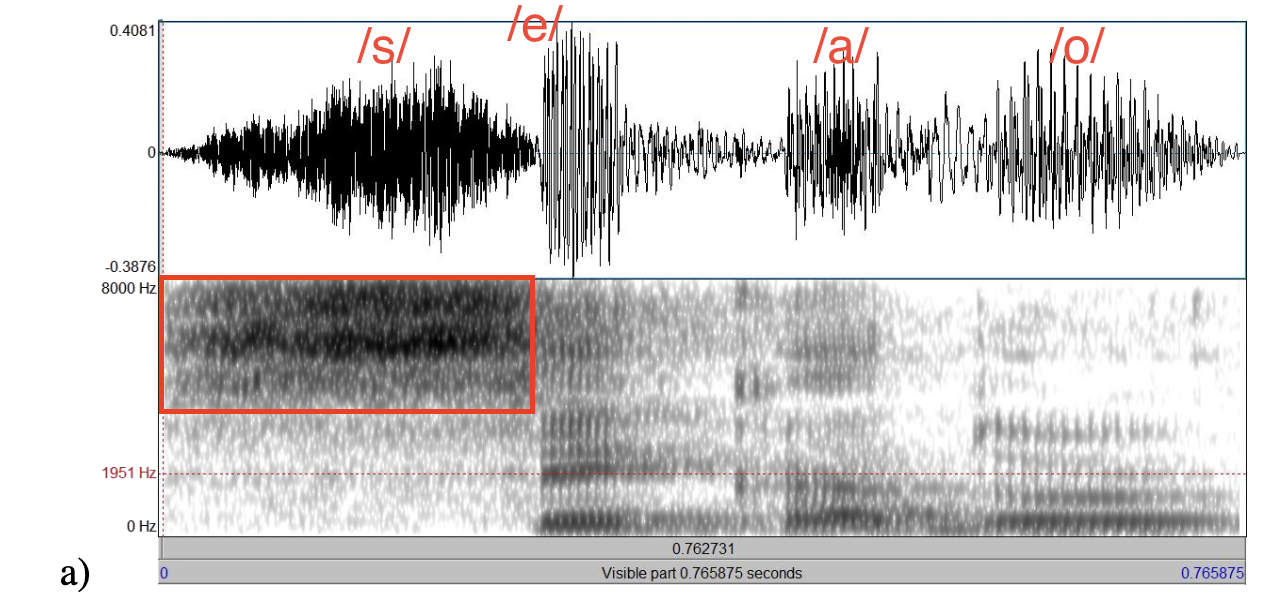 /s/ /e/ /a/ /o/
0.4081
0
-0.3876
8000 Hz
1951 Hz
0 Hz
0.762731
a) 0 Visible part 0.765875 seconds 0.765875